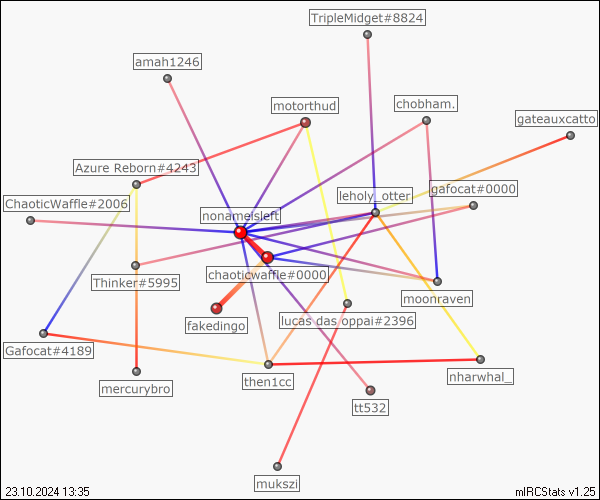 TripleMidget#8824
amah1246
motorthud
chobham.
gateauxcatto
Azure Reborn#4243
leholy_otter
gafocat#0000
ChaoticWaffle#2006
nonameisleft
chaoticwaffle#0000
Thinker#5995
moonraven
fakedingo
lucas das oppai#2396
Gafocat#4189
then1cc
nharwhal_
mercurybro
tt532
mukszi
23.10.2024 13:35
mIRCStats v1.25